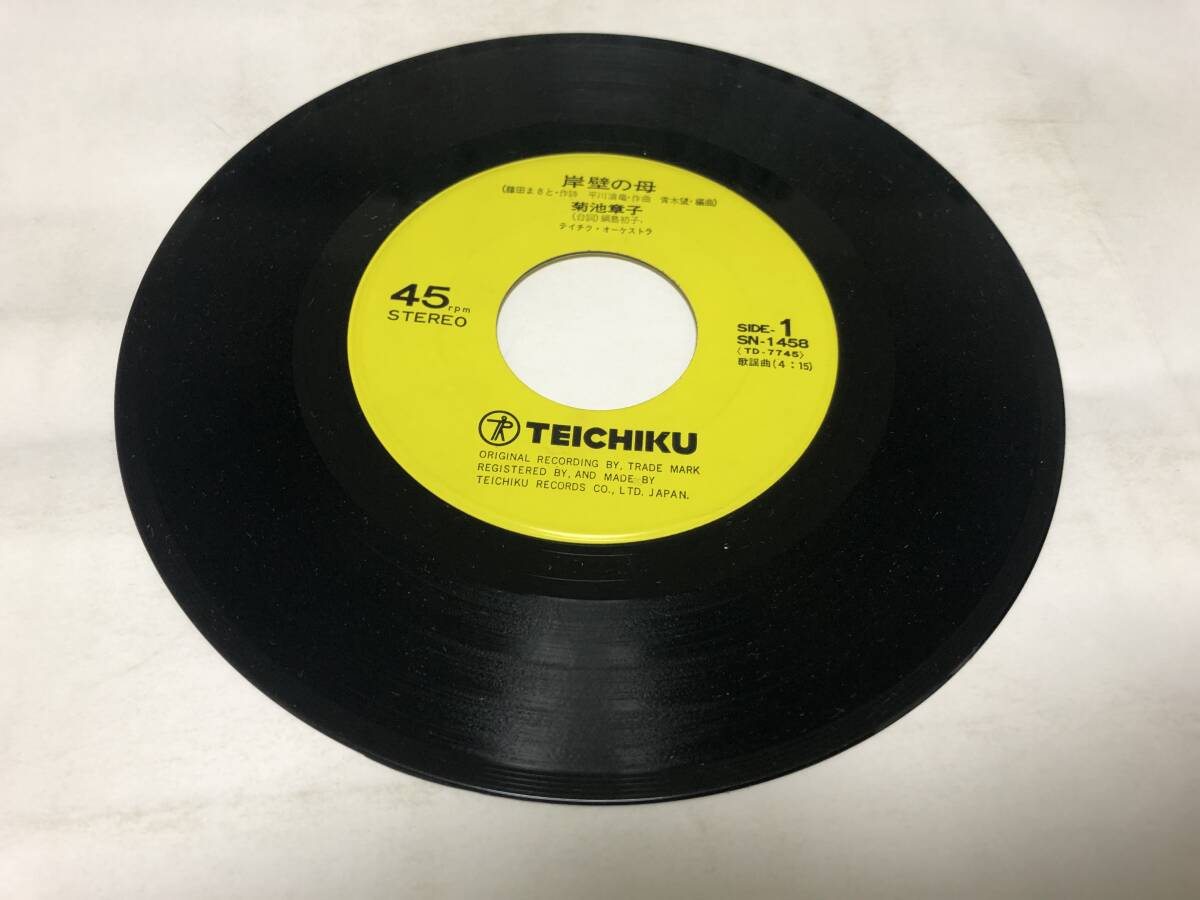 岸壁の母
(藤田まさと・作詩 平川浪竜・作曲 青木望・編曲)
菊池章子
(台詞)鍋島初子、
テイチク・オーケストラ
45rpm
STEREO
SIDE-1
SN-1458
〈TD-7745〉
歌謡曲(4:15)
TEICHIKU
ORIGINAL RECORDING BY, TRADE MARK
REGISTERED BY, AND MADE BY
TEICHIKU RECORDS CO., LTD. JAPAN.